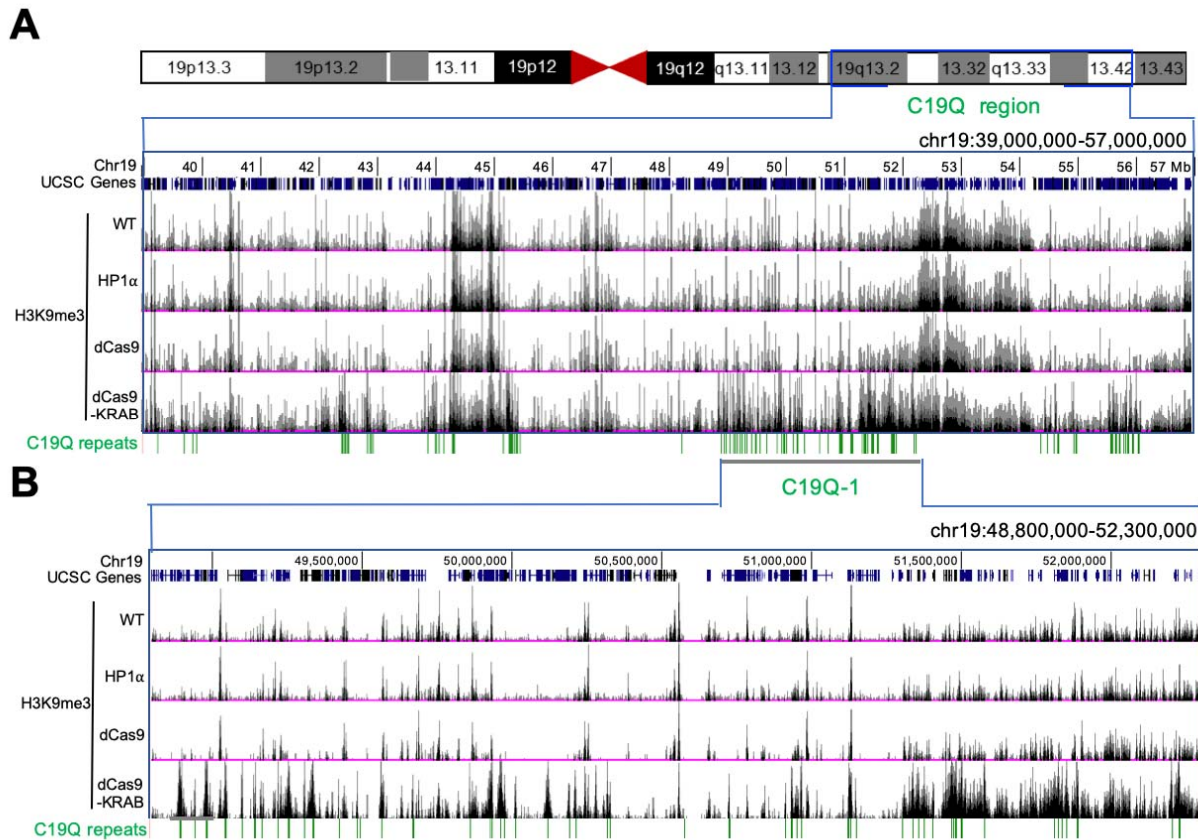 A
19p13.3 19p13.2 13.11 19p12 19q12 q13.11 13.12 19q13.2 13.32 q13.33 13.42 13.43
C19Q region
chr19:39,000,000-57,000,000
Chr19 40 41 42 43 44 45 46 47 48 49 50 51 52 53 54 55 56 57 Mb
UCSC Genes
WT
HP1α
H3K9me3
dCas9
dCas9
-KRAB
C19Q repeats
B
C19Q-1
chr19:48,800,000-52,300,000
Chr19 49,500,000 50,000,000 50,500,000 51,000,000 51,500,000 52,000,000
UCSC Genes
WT
HP1α
H3K9me3
dCas9
dCas9
-KRAB
C19Q repeats